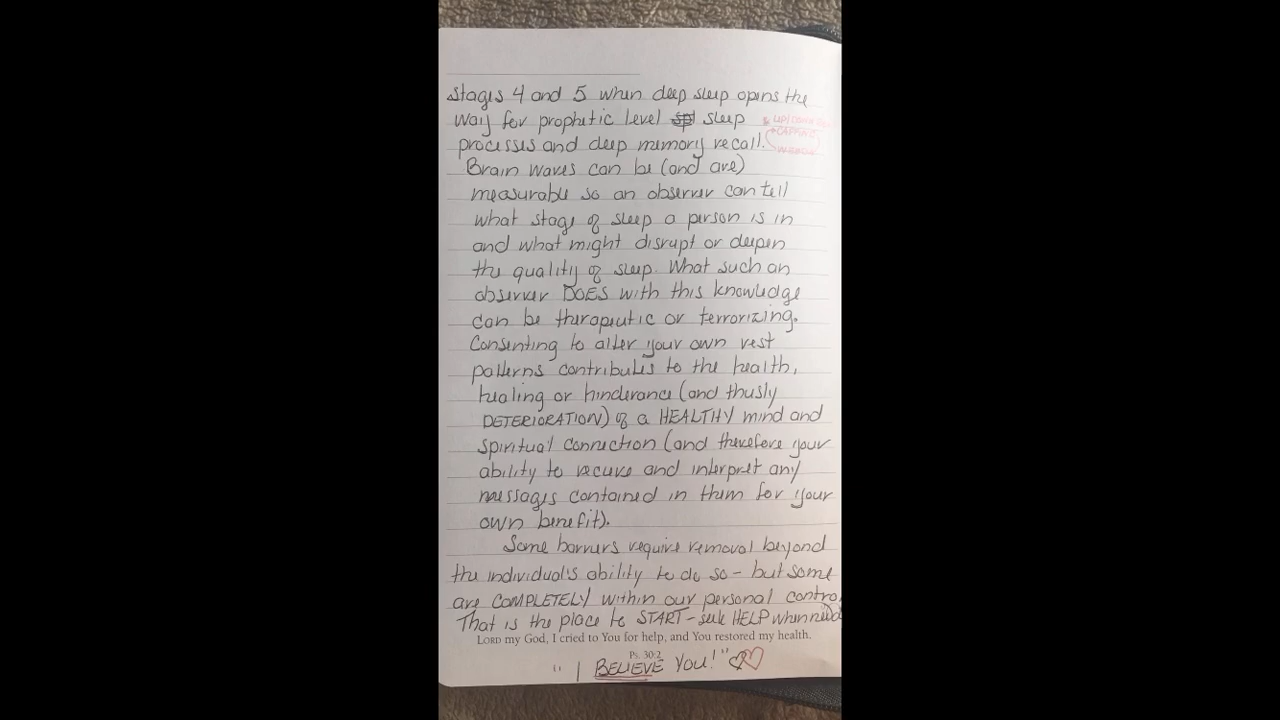 Stages 4 and 5 when deep sleep opens the
way for prophetic level sleep
processes and deep memory recall.
Brain waves can be (and are)
measurable so an observer can tell
what stage of sleep a person is in
and what might disrupt or deepen
the quality of sleep. What such an
observer DOES with this knowledge
can be therapeutic or terrorizing.
Consenting to alter your own rest
patterns contributes to the health,
healing or hinderance (and thusly
DETERIORATION) of a HEALTHY mind and
spiritual connection (and therefore your
ability to receive and interpret any
messages contained in them for your
own benefit).
Some barriers require removal beyond
the individual's ability to do so - but some
are COMPLETELY within our personal contro
That is the place to START - seek HELP when
LORD my God, I cried to You for help, and You restored my health.
Ps. 30:2
"I BELIEVE YOU!"